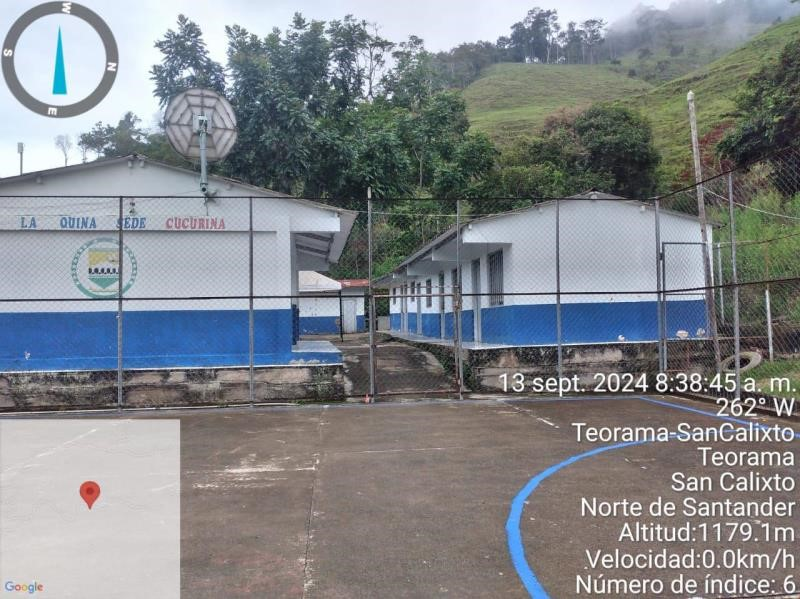 W
S
N
E
LA QUINA SEDE CUCURINA
13 sept. 2024 8:38:45 a. m.
262° W
Teorama-SanCalixto
Teorama
San Calixto
Norte de Santander
Altitud:1179.1m
Velocidad:0.0km/h
Número de índice: 6
Google